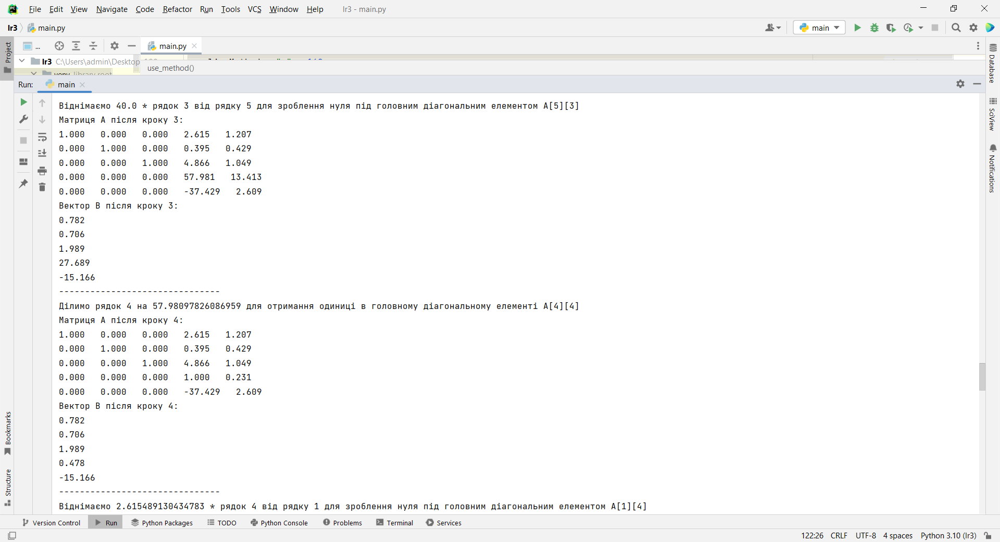 File Edit View Navigate Code Refactor Run Tools VCS Window Help lr3 - main.py
lr3 main.py
main
Project
...
main.py
lr3 C:\Users\admin\Desktop
use_method()
Run: main
Віднімаємо 40.0 * рядок 3 від рядку 5 для зроблення нуля під головним діагональним елементом A[5][3]
Матриця A після кроку 3:
1.000 0.000 0.000 2.615 1.207
0.000 1.000 0.000 0.395 0.429
0.000 0.000 1.000 4.866 1.049
0.000 0.000 0.000 57.981 13.413
0.000 0.000 0.000 -37.429 2.609
Вектор B після кроку 3:
0.782
0.706
1.989
27.689
-15.166
-------------------------------
Ділимо рядок 4 на 57.98097826086959 для отримання одиниці в головному діагональному елементі A[4][4]
Матриця A після кроку 4:
1.000 0.000 0.000 2.615 1.207
0.000 1.000 0.000 0.395 0.429
0.000 0.000 1.000 4.866 1.049
0.000 0.000 0.000 1.000 0.231
0.000 0.000 0.000 -37.429 2.609
Вектор B після кроку 4:
0.782
0.706
1.989
0.478
-15.166
-------------------------------
Віднімаємо 2.615489130434783 * рядок 4 від рядку 1 для зроблення нуля під головним діагональним елементом A[1][4]
Database
SciView
Notifications
Bookmarks
Structure
Version Control Run Python Packages TODO Python Console Problems Terminal Services
122:26 CRLF UTF-8 4 spaces Python 3.10 (lr3)